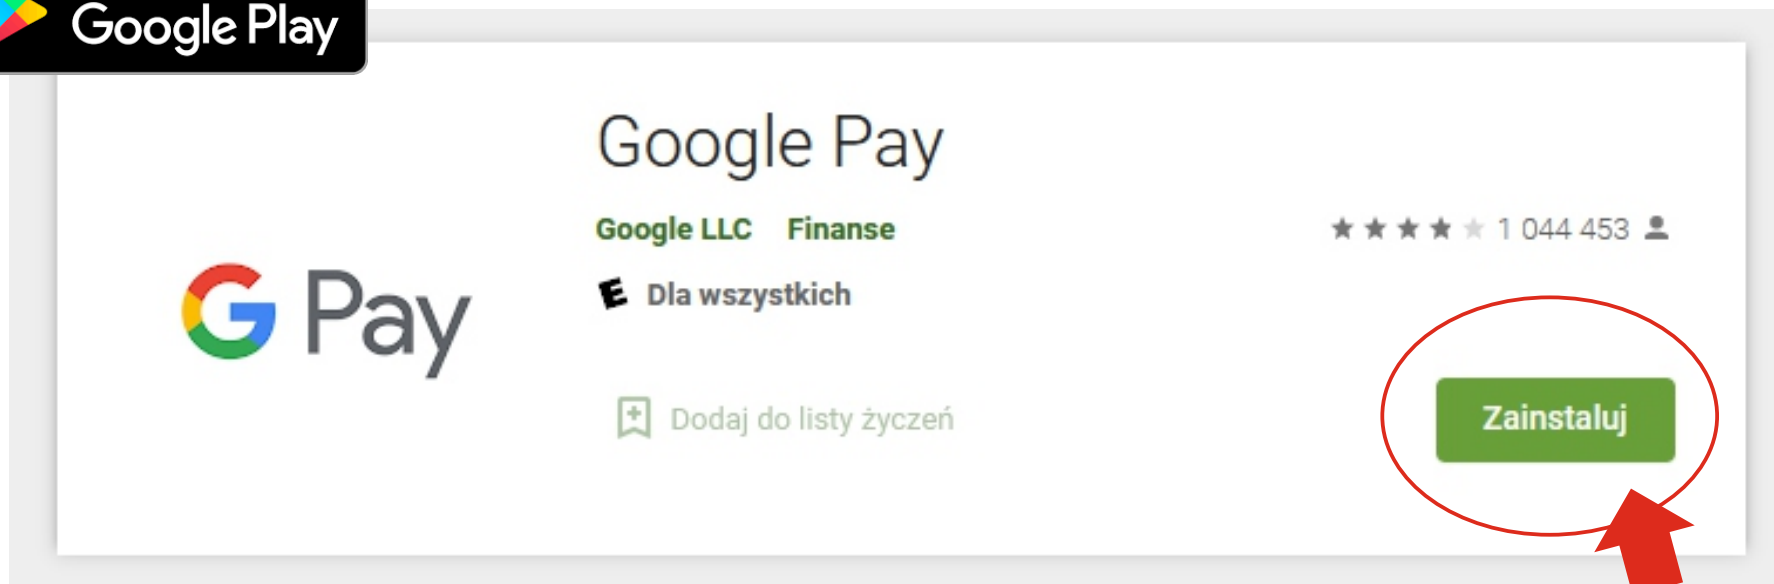 Google Play
Google Pay
Google LLC Finanse
1 044 453
E Dla wszystkich
G Pay
Dodaj do listy życzeń
Zainstaluj